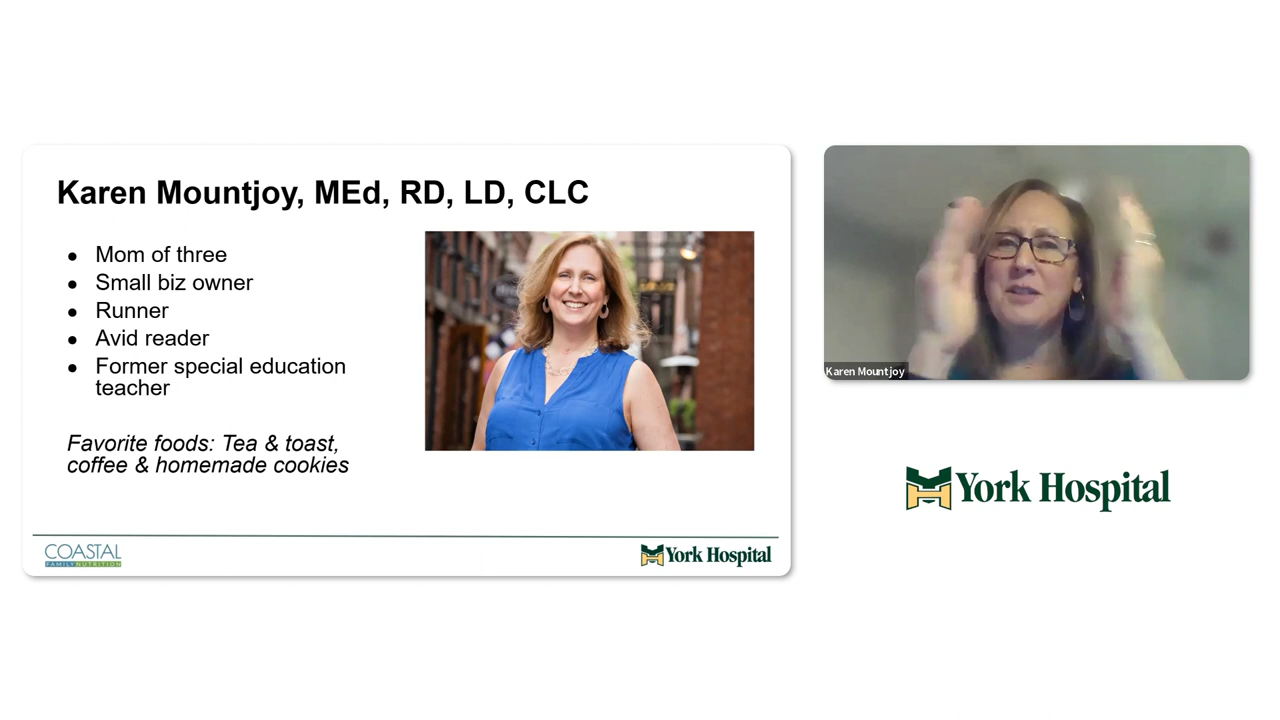 Karen Mountjoy, MEd, RD, LD, CLC
● Mom of three
● Small biz owner
● Runner
● Avid reader
● Former special education
teacher
Favorite foods: Tea & toast,
coffee & homemade cookies
COASTAL
FAMILY NUTRITION
York Hospital
Karen Mountjoy
York Hospital